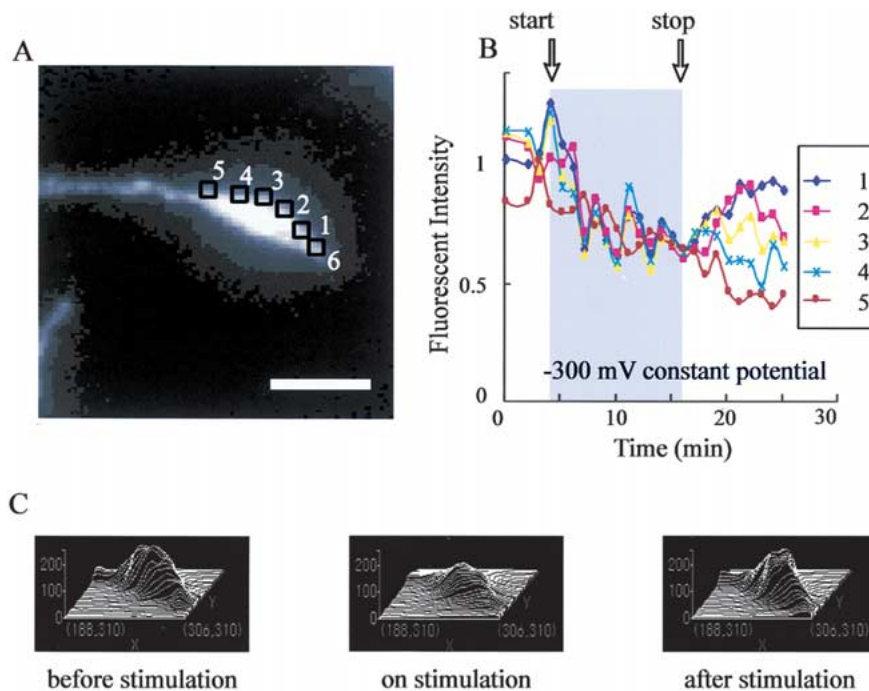 A
5
4
3
2
1
6
B
start
stop
Fluorescent Intensity
1
0.5
0
-300 mV constant potential
0
10
20
30
Time (min)
1
2
3
4
5
C
200
100
0
(188,310)
(306,310)
X
Y
before stimulation
200
100
0
(188,310)
(306,310)
X
Y
on stimulation
200
100
0
(188,310)
(306,310)
X
Y
after stimulation